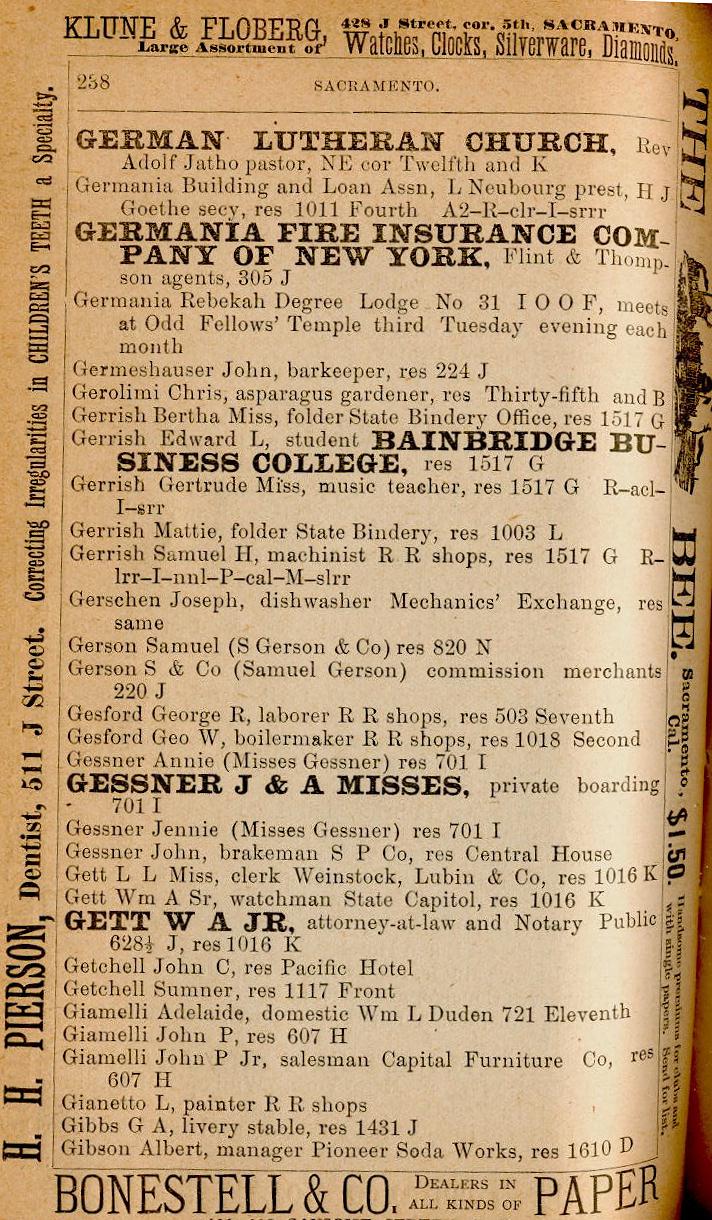 KLUNE & FLOBERG, 428 J Street, cor. 5th, SACRAMENTO,
Large Assortment of Watches, Clocks, Silverware, Diamonds.
238 SACRAMENTO.
GERMAN LUTHERAN CHURCH, Rev
Adolf Jatho pastor, NE cor Twelfth and K
Germania Building and Loan Assn, L Neubourg prest, H J
Goethe secy, res 1011 Fourth A2-R-clr-I-srrr
GERMANIA FIRE INSURANCE COM-
PANY OF NEW YORK, Flint & Thomp-
son agents, 305 J
Germania Rebekah Degree Lodge No 31 I O O F, meets
at Odd Fellows' Temple third Tuesday evening each
month
Germeshauser John, barkeeper, res 224 J
Gerolimi Chris, asparagus gardener, res Thirty-fifth and B
Gerrish Bertha Miss, folder State Bindery Office, res 1517 G
Gerrish Edward L, student BAINBRIDGE BU-
SINESS COLLEGE, res 1517 G
Gerrish Gertrude Miss, music teacher, res 1517 G R-acl-
I-srr
Gerrish Mattie, folder State Bindery, res 1003 L
Gerrish Samuel H, machinist R R shops, res 1517 G R-
lrr-I-nnl-P-cal-M-slrr
Gerschen Joseph, dishwasher Mechanics' Exchange, res
same
Gerson Samuel (S Gerson & Co) res 820 N
Gerson S & Co (Samuel Gerson) commission merchants
220 J
Gesford George R, laborer R R shops, res 503 Seventh
Gesford Geo W, boilermaker R R shops, res 1018 Second
Gessner Annie (Misses Gessner) res 701 I
GESSNER J & A MISSES, private boarding
701 I
Gessner Jennie (Misses Gessner) res 701 I
Gessner John, brakeman S P Co, res Central House
Gett L L Miss, clerk Weinstock, Lubin & Co, res 1016 K
Gett Wm A Sr, watchman State Capitol, res 1016 K
GETT W A JR, attorney-at-law and Notary Public
628½ J, res 1016 K
Getchell John C, res Pacific Hotel
Getchell Sumner, res 1117 Front
Giamelli Adelaide, domestic Wm L Duden 721 Eleventh
Giamelli John P, res 607 H
Giamelli John P Jr, salesman Capital Furniture Co, res
607 H
Gianetto L, painter R R shops
Gibbs G A, livery stable, res 1431 J
Gibson Albert, manager Pioneer Soda Works, res 1610 D
BONESTELL & CO. DEALERS IN
ALL KINDS OF PAPER
H. H. PIERSON, Dentist, 511 J Street. Correcting Irregularities in CHILDREN'S TEETH a Specialty.
THE BEE. Sacramento, Cal. $1.50. Handsome premiums for clubs and
with single papers. Send for list.